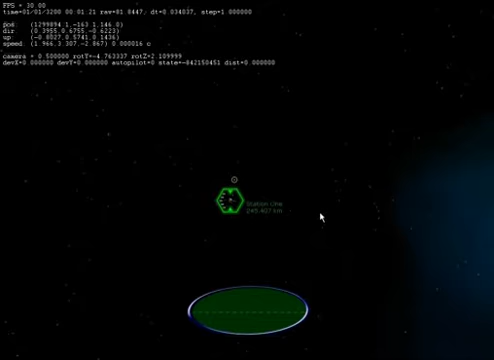 FPS = 30.00
time=01/01/3200 00:01:21 rav=81.8447, dt=0.034037, step=1.000000
pos: (1299894.1,-163.1,146.0)
dir: (0.3955,0.6755,-0.6223)
up: (-0.8027,0.5741,0.1436)
speed: (1.966,3.307,-2.867) 0.000016 c
camera = 0.500000 rotY=-4.763337 rotZ=2.109999
devX=0.000000 devY=0.000000 autopilot=0 state=-842150451 dist=0.000000
Station One
245.407 km